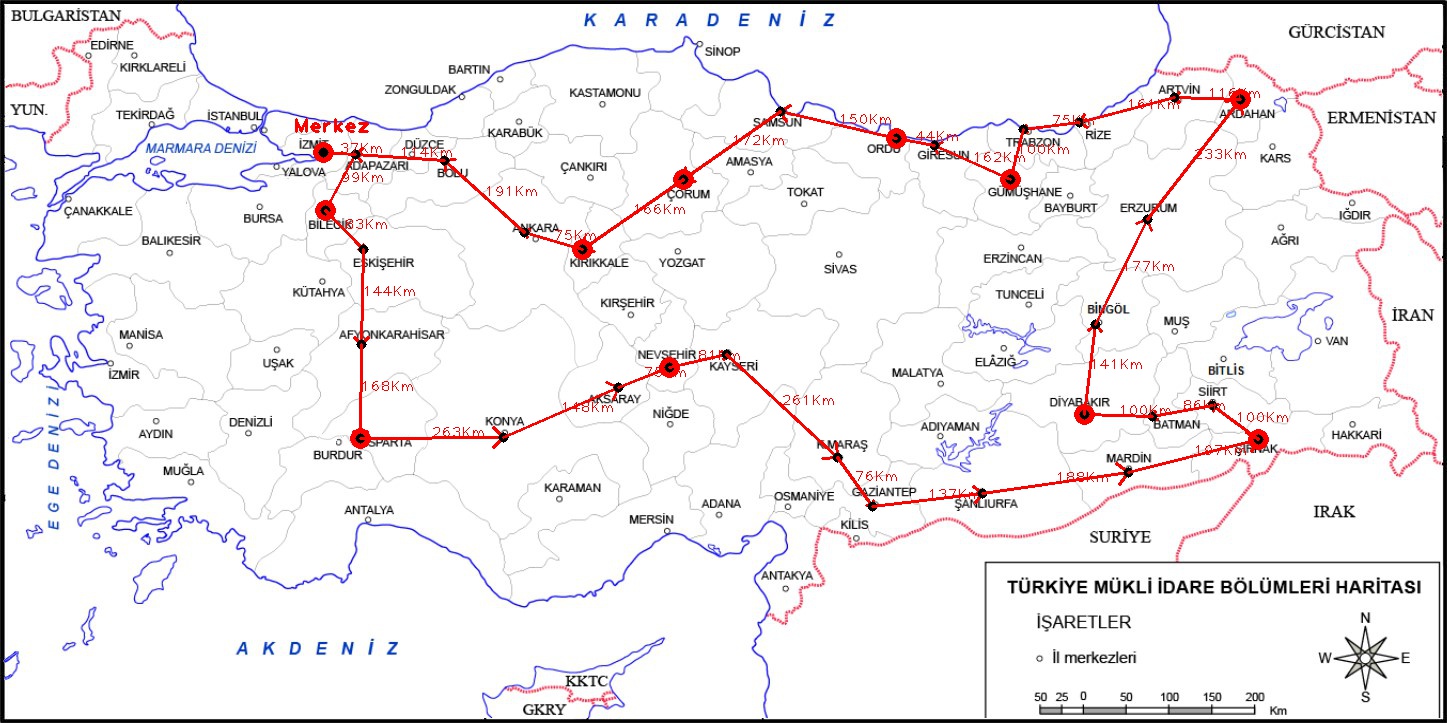 BULGARİSTAN
K A R A D E N İ Z
GÜRCİSTAN
EDİRNE
KIRKLARELİ
SİNOP
BARTIN
ZONGULDAK
KASTAMONU
ARTVİN
116Km
161Km
ARDAHAN
YUN.
TEKİRDAĞ
İSTANBUL
Merkez
KARABÜK
SAMSUN
150Km
75Km
RİZE
ERMENİSTAN
MARMARA DENİZİ
İZMİT
37Km
DÜZCE
144Km
172Km
ORDU
44Km
GİRESUN
TRABZON
100Km
162Km
233Km
KARS
YALOVA
ADAPAZARI
BOLU
99Km
ÇANKIRI
AMASYA
ÇORUM
TOKAT
GÜMÜŞHANE
BAYBURT
ÇANAKKALE
BURSA
BİLECİK
83Km
191Km
166Km
ERZURUM
IĞDIR
BALIKESİR
ESKİŞEHİR
ANKARA
75Km
KIRIKKALE
YOZGAT
SİVAS
ERZİNCAN
177Km
AĞRI
KÜTAHYA
144Km
KIRŞEHİR
TUNCELİ
BİNGÖL
MUŞ
İRAN
MANİSA
AFYONKARAHİSAR
UŞAK
NEVŞEHİR
81Km
KAYSERİ
ELÂZIĞ
141Km
BİTLİS
VAN
İZMİR
168Km
AKSARAY
148Km
261Km
MALATYA
SİİRT
NİĞDE
DİYABAKIR
100Km
86Km
BATMAN
100Km
EGE DENİZİ
AYDIN
DENİZLİ
BURDUR
ISPARTA
263Km
KONYA
K.MARAŞ
ADIYAMAN
ŞIRNAK
197Km
HAKKARİ
MUĞLA
MARDİN
188Km
76Km
GAZİANTEP
137Km
ŞANLIURFA
KARAMAN
ADANA
OSMANİYE
ANTALYA
MERSİN
KİLİS
SURİYE
IRAK
ANTAKYA
A K D E N İ Z
KKTC
GKRY
TÜRKİYE MÜKLİ İDARE BÖLÜMLERİ HARİTASI
İŞARETLER
İl merkezleri
N
W
E
S
50 25 0 50 100 150 200
Km